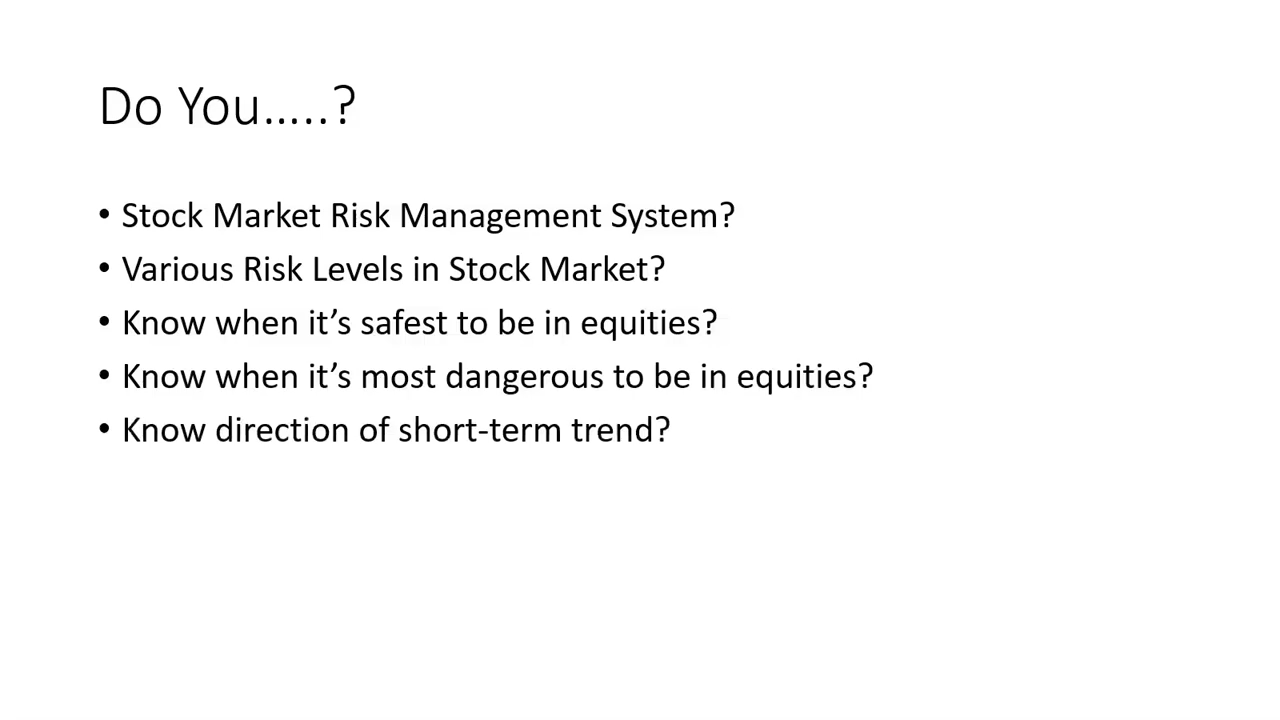 Do You…..?
• Stock Market Risk Management System?
• Various Risk Levels in Stock Market?
• Know when it’s safest to be in equities?
• Know when it’s most dangerous to be in equities?
• Know direction of short-term trend?